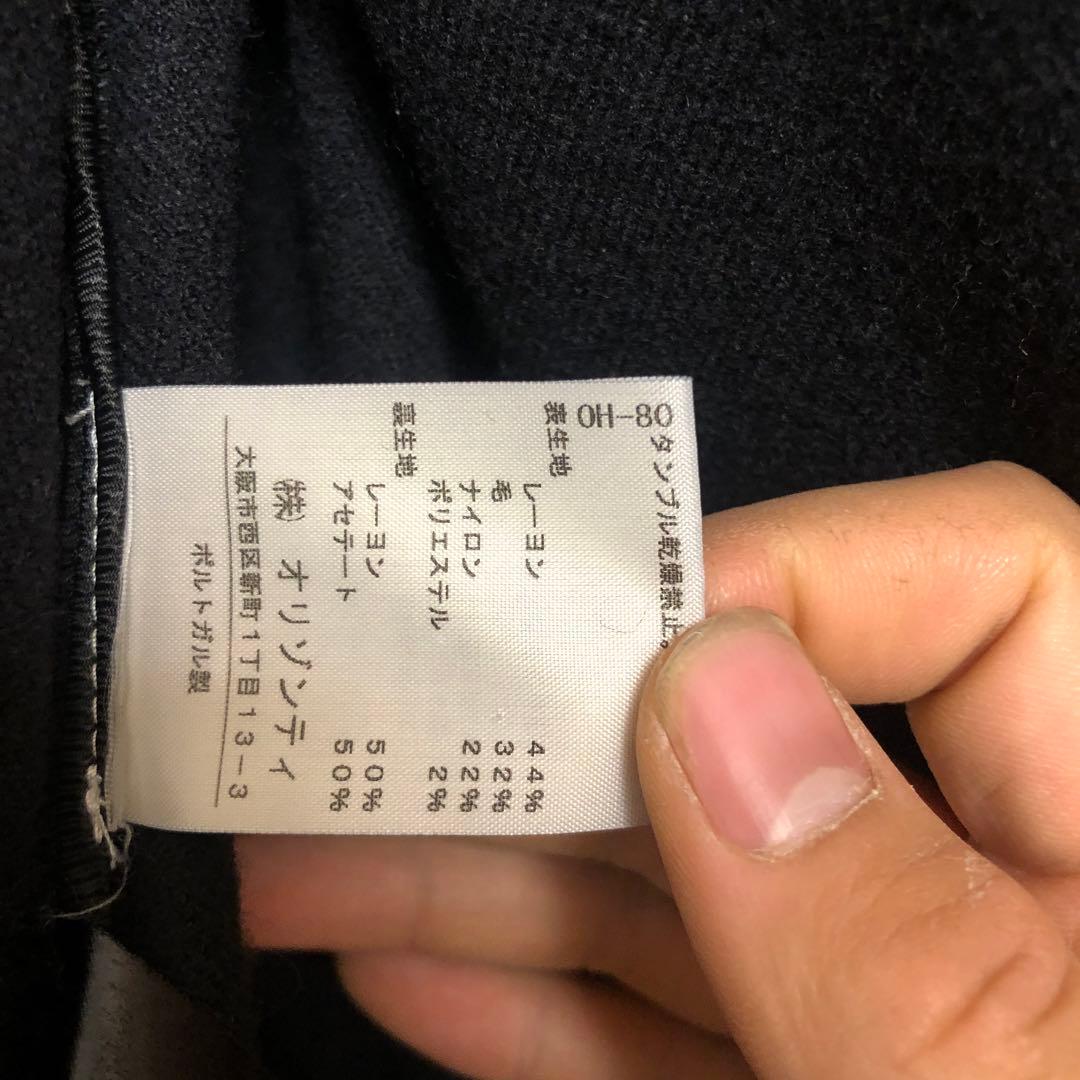 OH-80
タンブル乾燥禁止。
表生地
レーヨン 44%
毛 32%
ナイロン 22%
ポリエステル 2%
裏生地
レーヨン 50%
アセテート 50%
(株) オリゾンティ
大阪市西区新町1丁目13-3
ポルトガル製